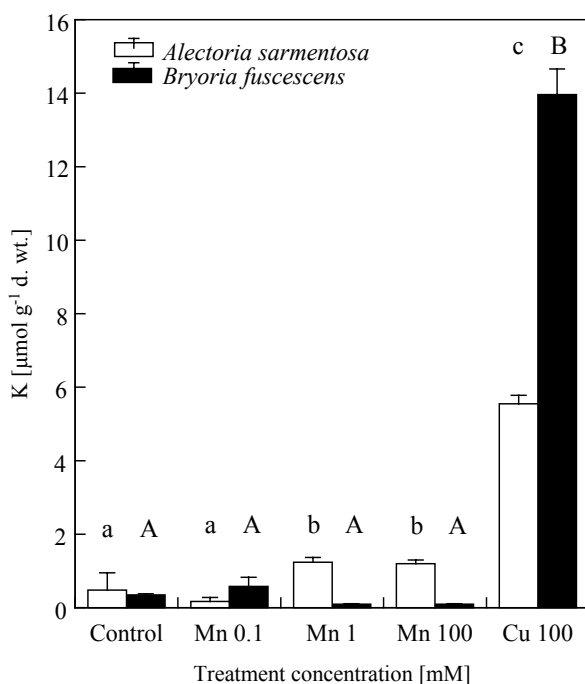 16
14
12
10
8
6
4
2
0
K [µmol g-1 d. wt.]
Alectoria sarmentosa
Bryoria fuscescens
c B
a A a A b A b A
Control Mn 0.1 Mn 1 Mn 100 Cu 100
Treatment concentration [mM]